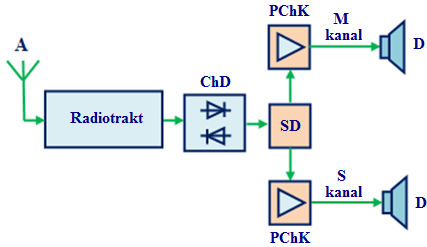 PChK
M
kanal
D
A
ChD
Radiotrakt
SD
S
kanal
D
PChK